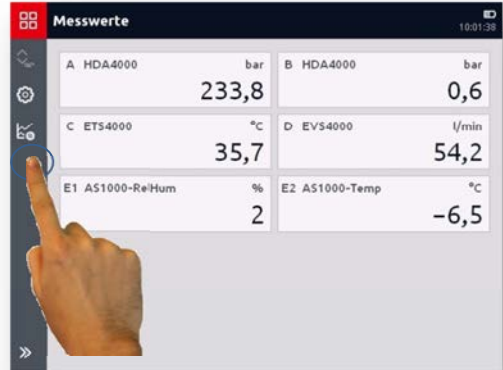 Messwerte
10:01:38
A HDA4000 bar
233,8
B HDA4000 bar
0,6
C ETS4000 °C
35,7
D EVS4000 l/min
54,2
E1 AS1000-RelHum %
2
E2 AS1000-Temp °C
-6,5